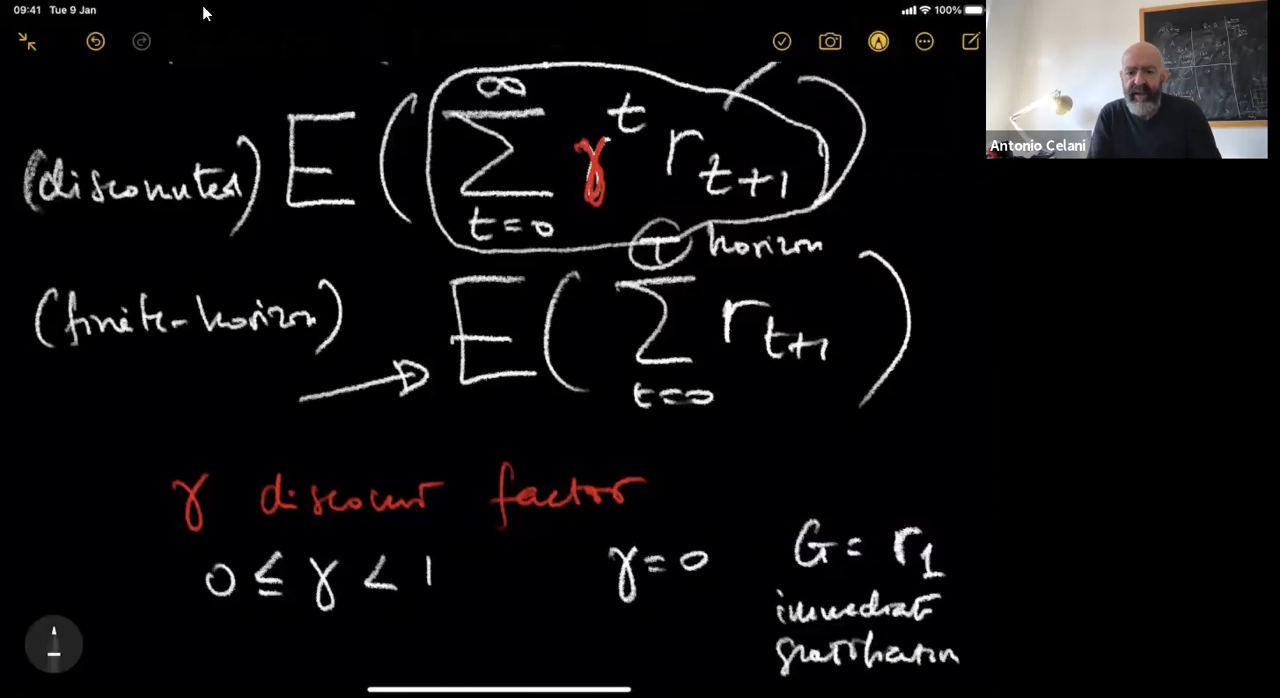 09:41 Tue 9 Jan
100%
Antonio Celani
(discounted) E ( ∑_{t=0}^{∞} γ^t r_{t+1} )
T horizon
(finite-horizon) → E ( ∑_{t=0}^{T} r_{t+1} )
γ discount factor
0 ≤ γ < 1 γ=0 G = r_1
immediate
gratification